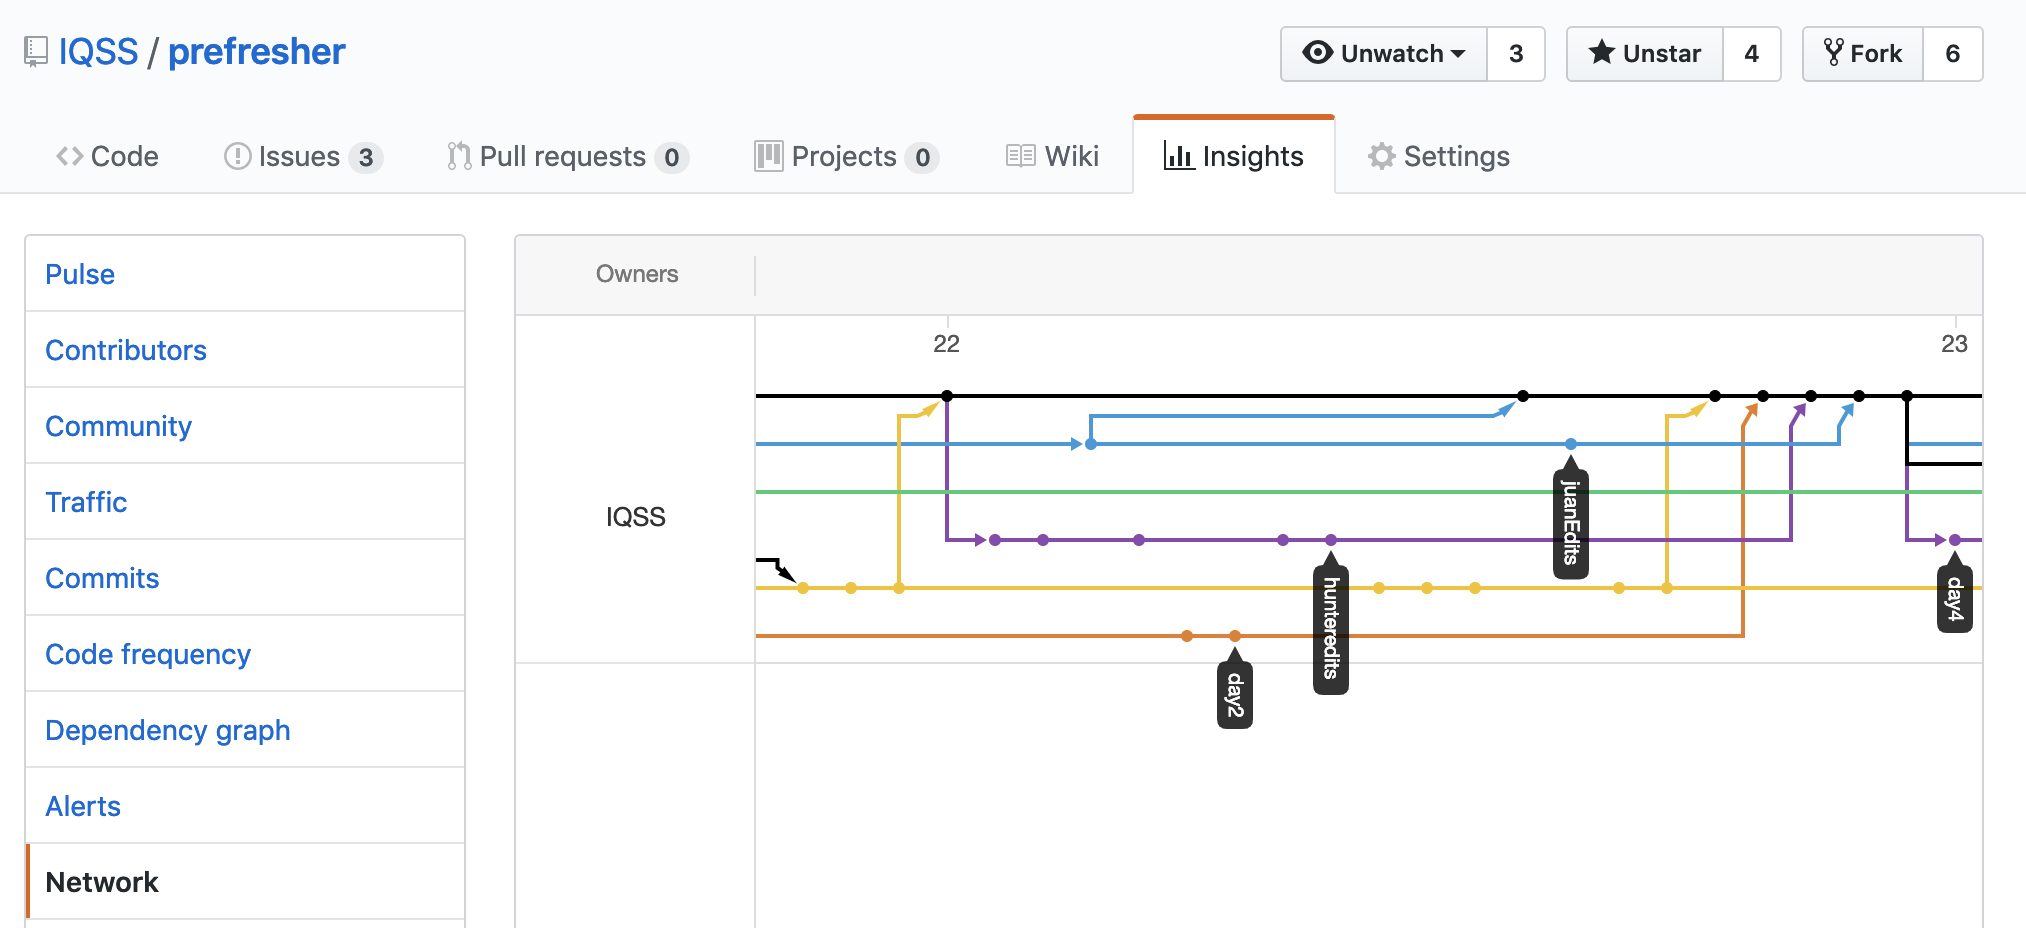 IQSS / prefresher
Unwatch 3
Unstar 4
Fork 6
Code
Issues 3
Pull requests 0
Projects 0
Wiki
Insights
Settings
Pulse
Contributors
Community
Traffic
Commits
Code frequency
Dependency graph
Alerts
Network
Owners
22
23
IQSS
juanEdits
hunteredits
day4
day2